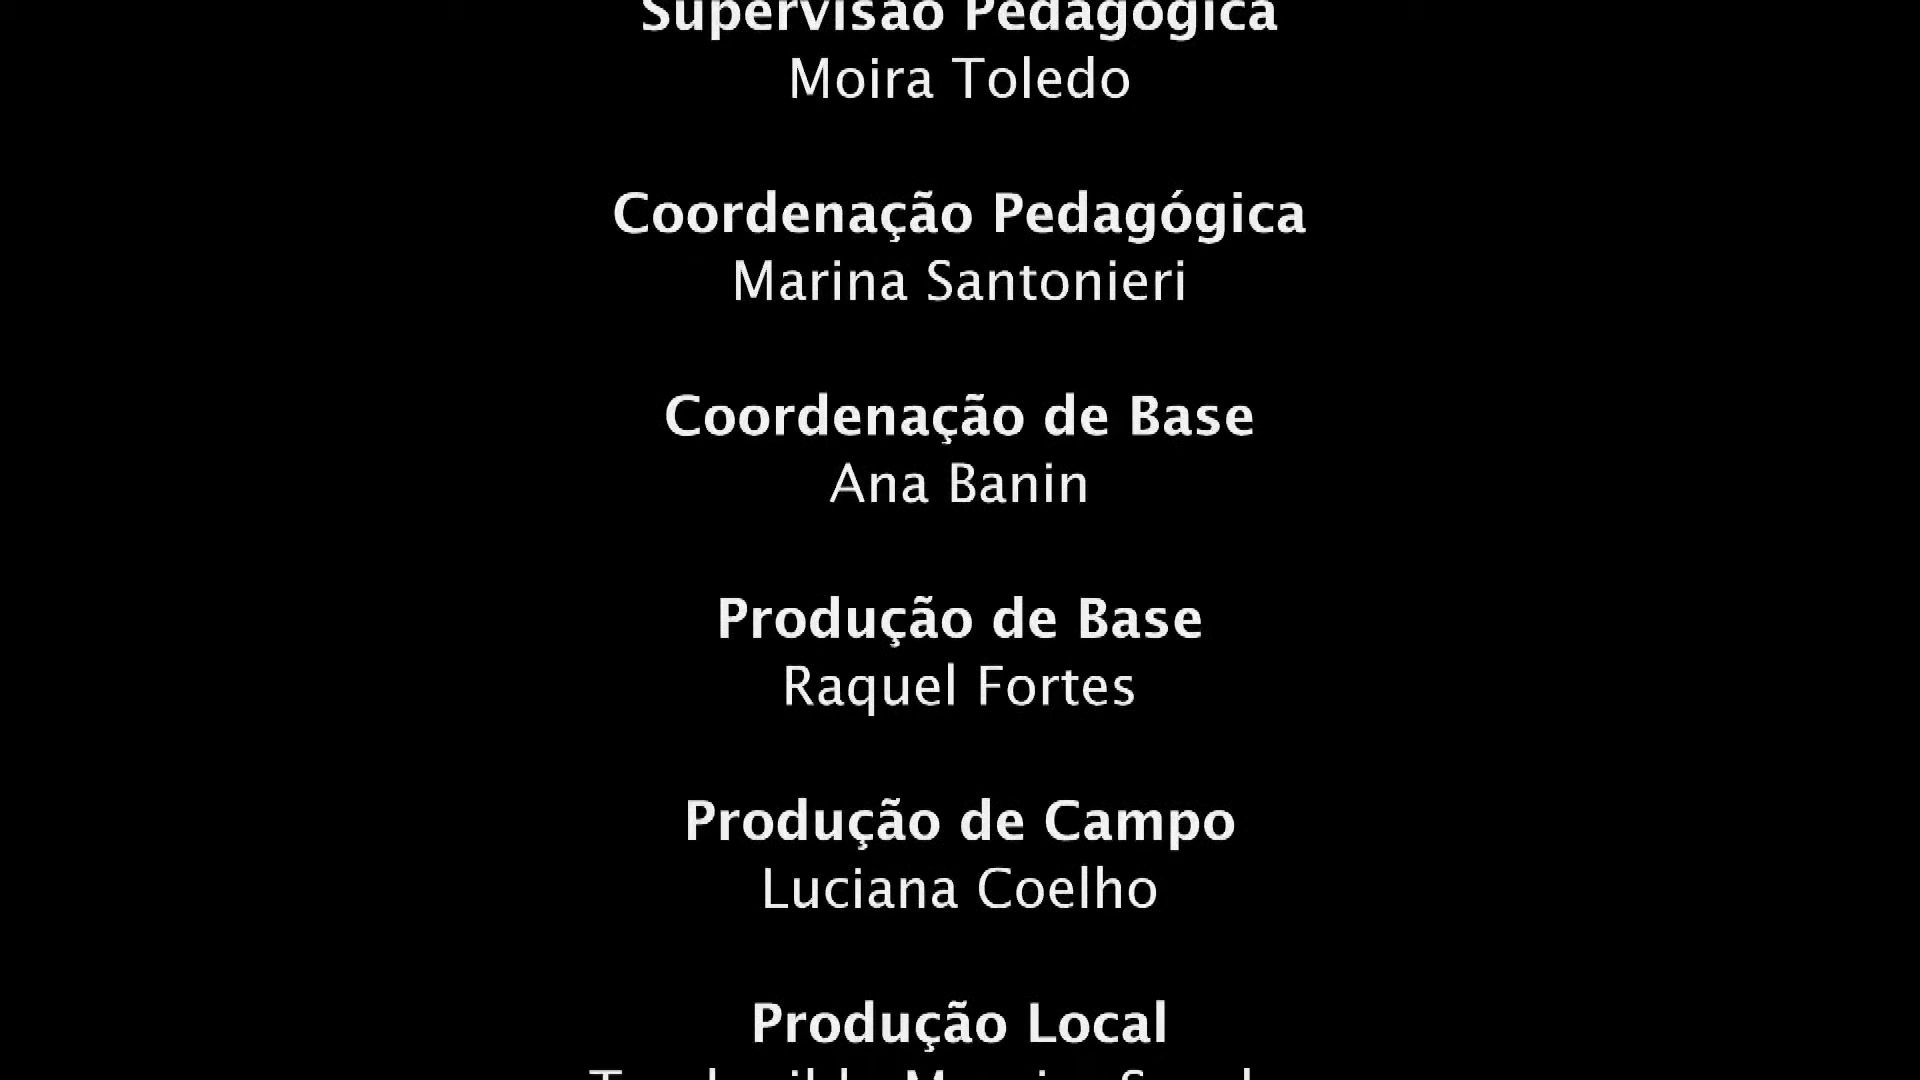 Supervisão Pedagógica
Moira Toledo
Coordenação Pedagógica
Marina Santonieri
Coordenação de Base
Ana Banin
Produção de Base
Raquel Fortes
Produção de Campo
Luciana Coelho
Produção Local